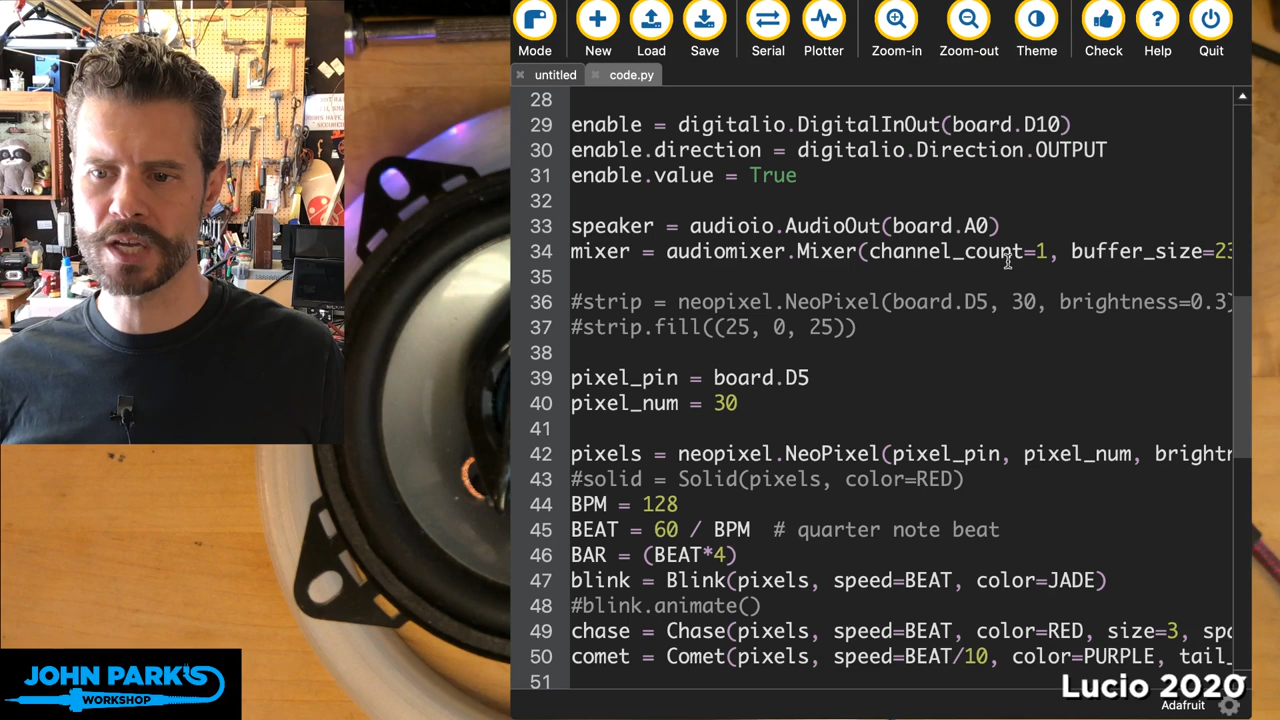 Mode New Load Save Serial Plotter Zoom-in Zoom-out Theme Check Help Quit
untitled code.py
28
29 enable = digitalio.DigitalInOut(board.D10)
30 enable.direction = digitalio.Direction.OUTPUT
31 enable.value = True
32
33 speaker = audioio.AudioOut(board.A0)
34 mixer = audiomixer.Mixer(channel_count=1, buffer_size=23
35
36 #strip = neopixel.NeoPixel(board.D5, 30, brightness=0.3)
37 #strip.fill((25, 0, 25))
38
39 pixel_pin = board.D5
40 pixel_num = 30
41
42 pixels = neopixel.NeoPixel(pixel_pin, pixel_num, brightn
43 #solid = Solid(pixels, color=RED)
44 BPM = 128
45 BEAT = 60 / BPM # quarter note beat
46 BAR = (BEAT*4)
47 blink = Blink(pixels, speed=BEAT, color=JADE)
48 #blink.animate()
49 chase = Chase(pixels, speed=BEAT, color=RED, size=3, spa
50 comet = Comet(pixels, speed=BEAT/10, color=PURPLE, tail_
51
Lucio 2020
Adafruit
JOHN PARK'S
WORKSHOP